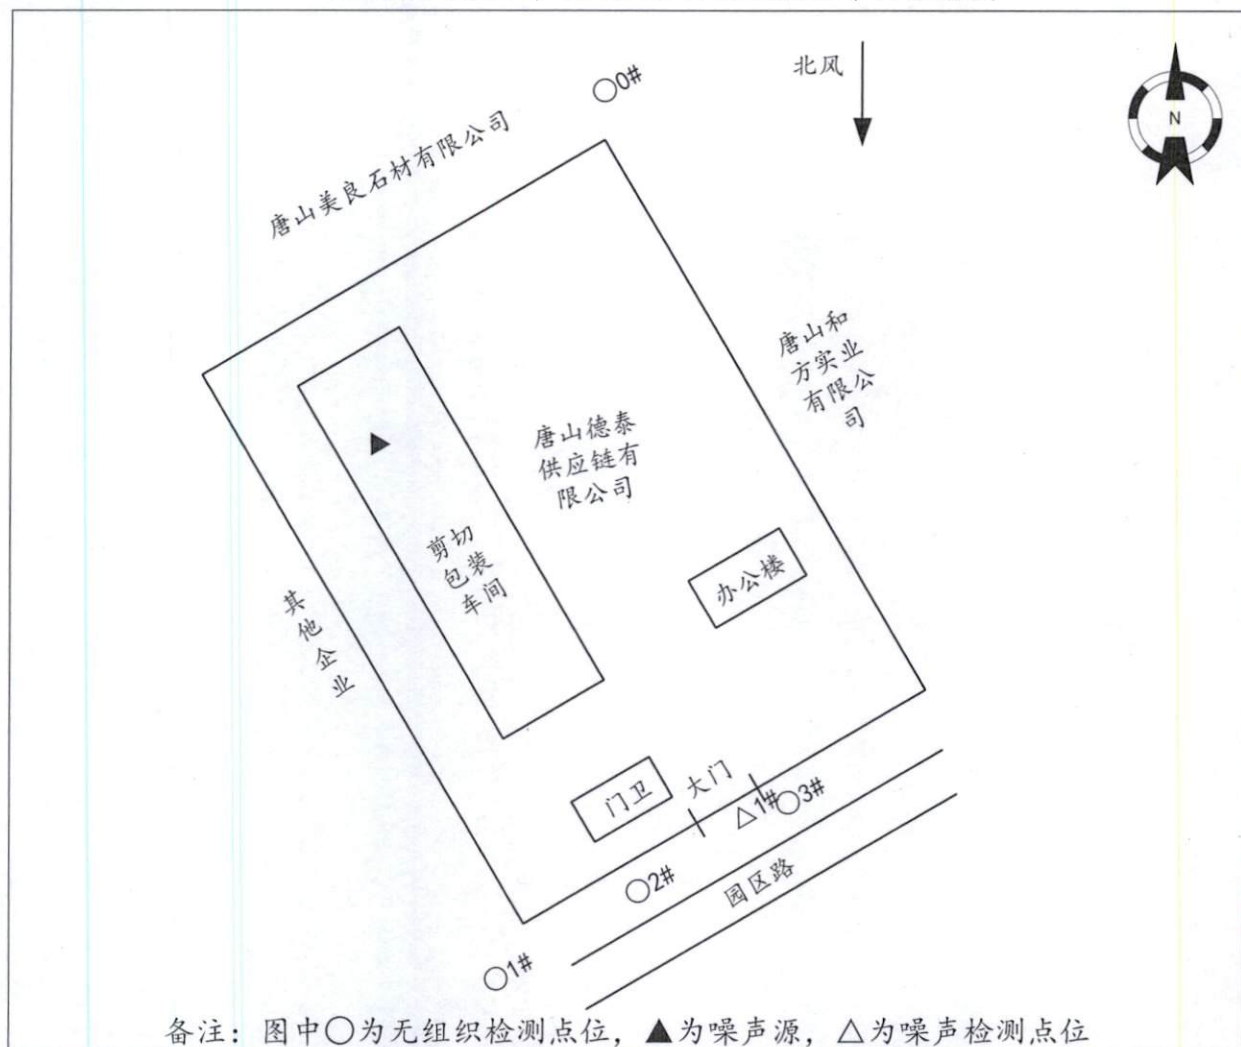 ○0#
北风
N
唐山美良石材有限公司
唐山和
方实业
有限公
司
唐山德泰
供应链有
限公司
剪切
包装
车间
办公楼
其
他
企
业
门卫
大门
△1#
○3#
○2#
园区路
○1#
备注：图中○为无组织检测点位，▲为噪声源，△为噪声检测点位